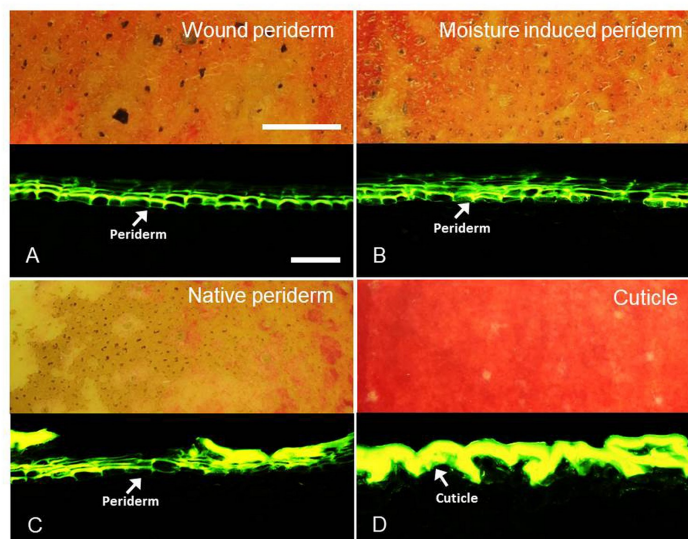 Wound periderm
Moisture induced periderm
Periderm
A
Periderm
B
Native periderm
Cuticle
Periderm
C
Cuticle
D